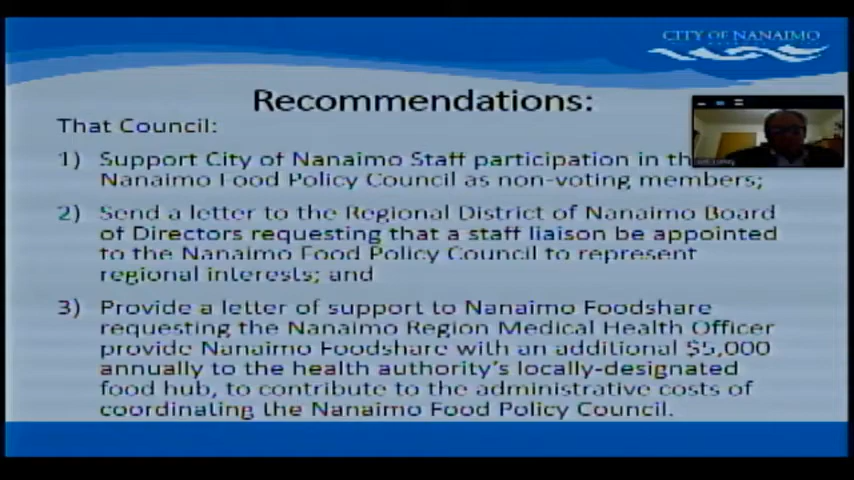 CITY OF NANAIMO
Recommendations:
That Council:
1) Support City of Nanaimo Staff participation in th
Nanaimo Food Policy Council as non-voting members;
2) Send a letter to the Regional District of Nanaimo Board
of Directors requesting that a staff liaison be appointed
to the Nanaimo Food Policy Council to represent
regional interests; and
3) Provide a letter of support to Nanaimo Foodshare
requesting the Nanaimo Region Medical Health Officer
provide Nanaimo Foodshare with an additional $5,000
annually to the health authority's locally-designated
food hub, to contribute to the administrative costs of
coordinating the Nanaimo Food Policy Council.